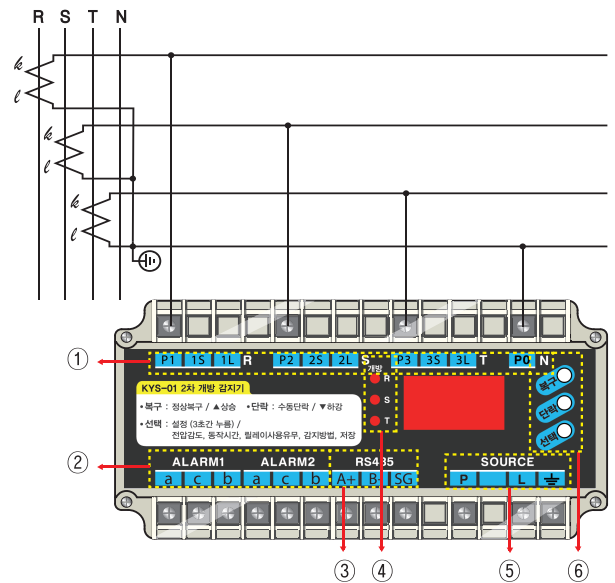 R S T N
k
l
k
l
k
l
① P1 1S 1L R P2 2S 2L S P3 3S 3L T P0 N
개방
R
S
T
복구
단락
선택
KYS-01 2차 개방 감지기
•복구 : 정상복구 / ▲상승 •단락 : 수동단락 / ▼하강
•선택 : 설정 (3초간 누름) /
전압감도, 동작시간, 릴레이사용유무, 감지방법, 저장
② ALARM1 ALARM2 RS485 SOURCE
a c b a c b A+ B- SG P L
③ ④ ⑤ ⑥